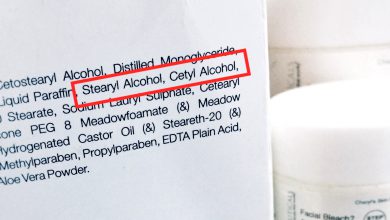 Cetostearyl Alcohol, Distilled Monoglyceride,
Liquid Paraffin, Stearyl Alcohol, Cetyl Alcohol,
Stearate, Sodium Lauryl Sulphate, Cetearyl
PEG 8 Meadowfoamate (&) Meadow
Hydrogenated Castor Oil (&) Steareth-20 (&)
Methylparaben, Propylparaben, EDTA Plain Acid,
Aloe Vera Powder.
Cheryl's
Facial Bleach?